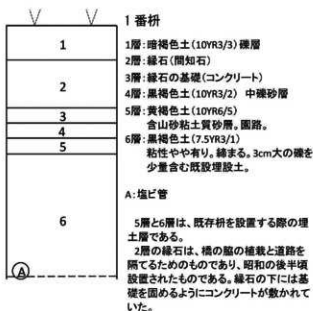 1番枡
1
2
3
4
5
6
A
1層:暗褐色土(10YR3/3)礫層
2層:縁石(間知石)
3層:縁石の基礎(コンクリート)
4層:黒褐色土(10YR3/2) 中礫砂層
5層:黄褐色土(10YR6/5)
含山砂粘土質砂層。園路。
6層:黒褐色土(7.5YR3/1)
粘性やや有り。締まる。3cm大の礫を
少量含む既設埋設土。
A:塩ビ管
5層と6層は、既存枡を設置する際の埋
土層である。
2層の縁石は、橋の脇の植栽と道路を
隔てるためのものであり、昭和の後半頃
設置されたものである。縁石の下には基
礎を固めるようにコンクリートが敷かれて
いた。